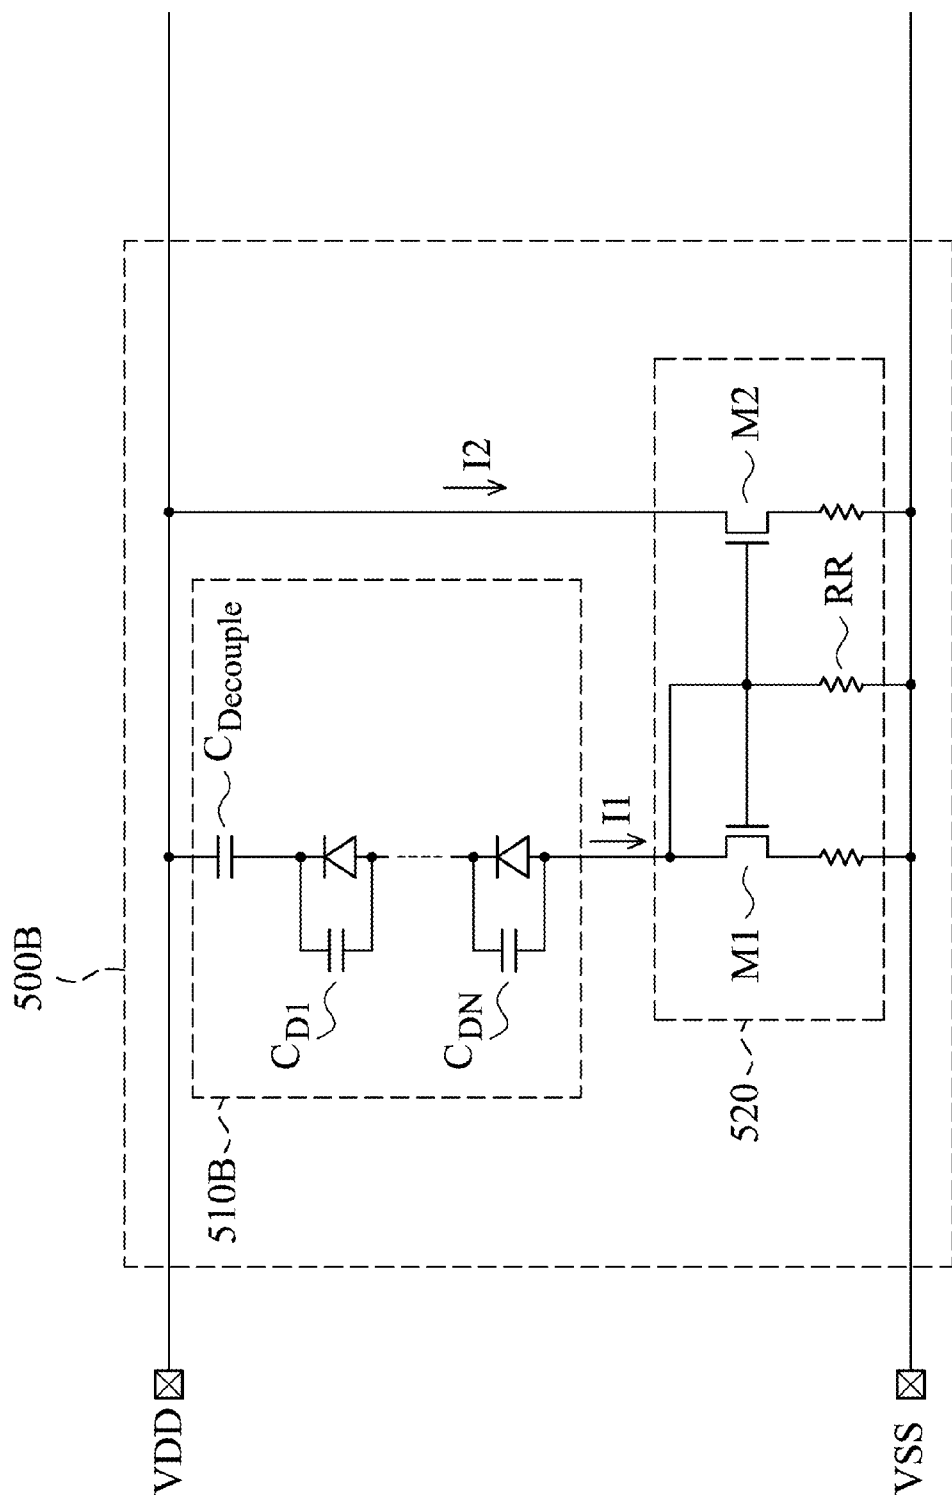 500B
VDD
510B
C_Decouple
C_D1
C_DN
I1
I2
520
M1
M2
RR
VSS